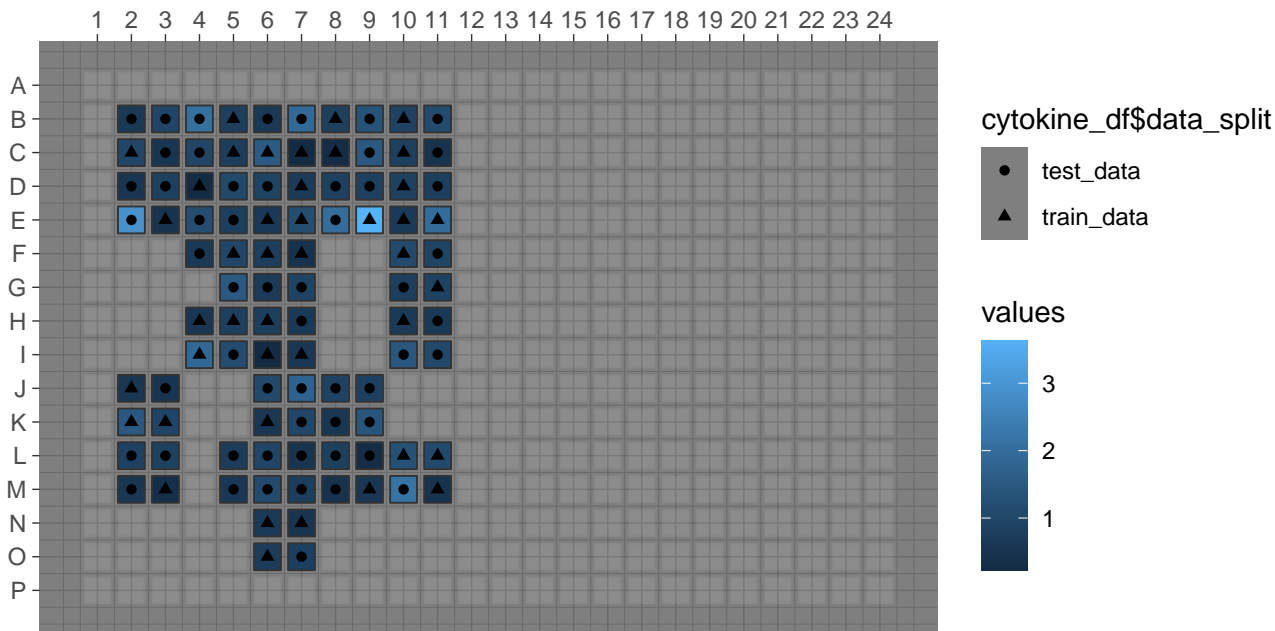 1 2 3 4 5 6 7 8 9 10 11 12 13 14 15 16 17 18 19 20 21 22 23 24
A
B
C
D
E
F
G
H
I
J
K
L
M
N
O
P
cytokine_df$data_split
test_data
train_data
values
3
2
1